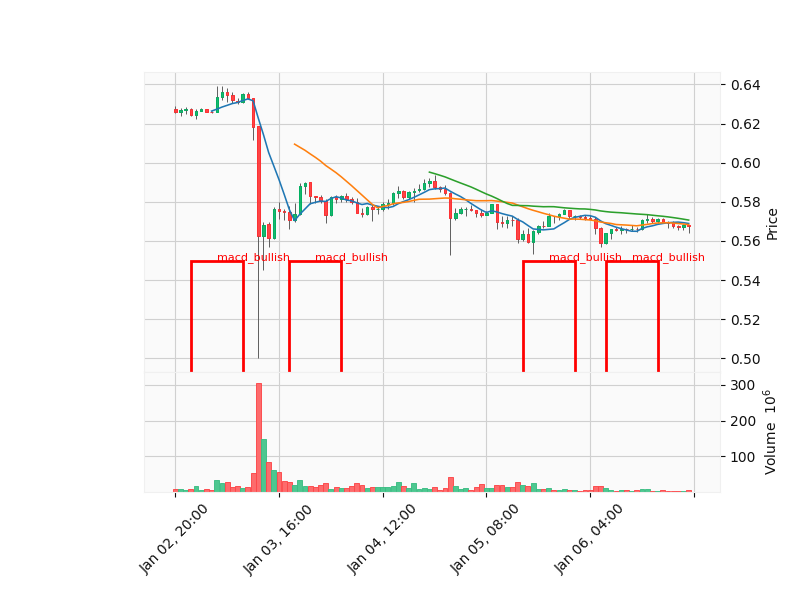 0.64
0.62
0.60
0.58
0.56
0.54
0.52
0.50
Price
macd_bullish
macd_bullish
macd_bullish
macd_bullish
300
200
100
Volume 10⁶
Jan 02, 20:00
Jan 03, 16:00
Jan 04, 12:00
Jan 05, 08:00
Jan 06, 04:00